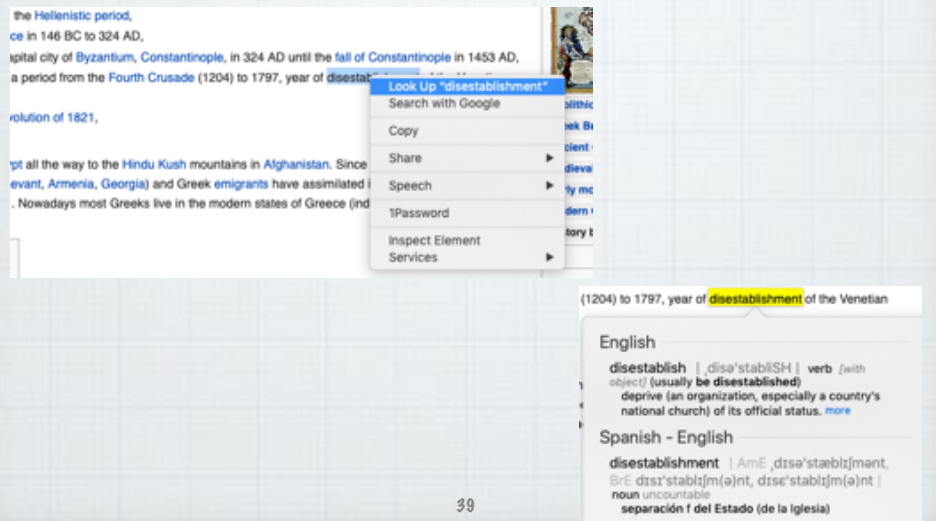 the Hellenistic period,
ce in 146 BC to 324 AD,
apital city of Byzantium, Constantinople, in 324 AD until the fall of Constantinople in 1453 AD,
a period from the Fourth Crusade (1204) to 1797, year of
volution of 1821,
ypt all the way to the Hindu Kush mountains in Afghanistan. Since
evant, Armenia, Georgia) and Greek emigrants have assimilated
. Nowadays most Greeks live in the modern states of Greece (ind
Look Up "disestablishment"
Search with Google
Copy
Share
Speech
1Password
Inspect Element
Services
(1204) to 1797, year of disestablishment of the Venetian
English
disestablish | ˌdisəˈstabliSH | verb [with
object] (usually be disestablished)
deprive (an organization, especially a country's
national church) of its official status. more
Spanish - English
disestablishment | AmE ˌdɪsəˈstæblɪʃmənt,
BrE dɪsɪˈstablɪʃm(ə)nt, dɪsɛˈstablɪʃm(ə)nt |
noun uncountable
separación f del Estado (de la Iglesia)
39